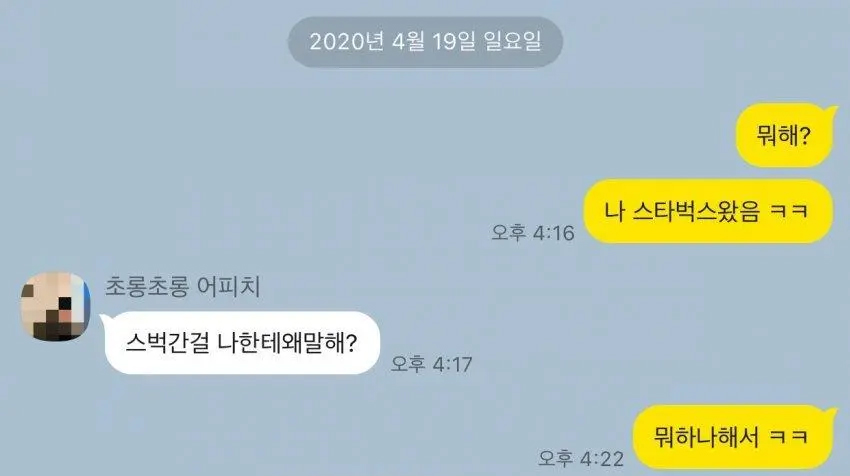 2020년 4월 19일 일요일
뭐해?
나 스타벅스왔음 ㅋㅋ
오후 4:16
초롱초롱 어피치
스벅간걸 나한테왜말해?
오후 4:17
뭐하나해서 ㅋㅋ
오후 4:22